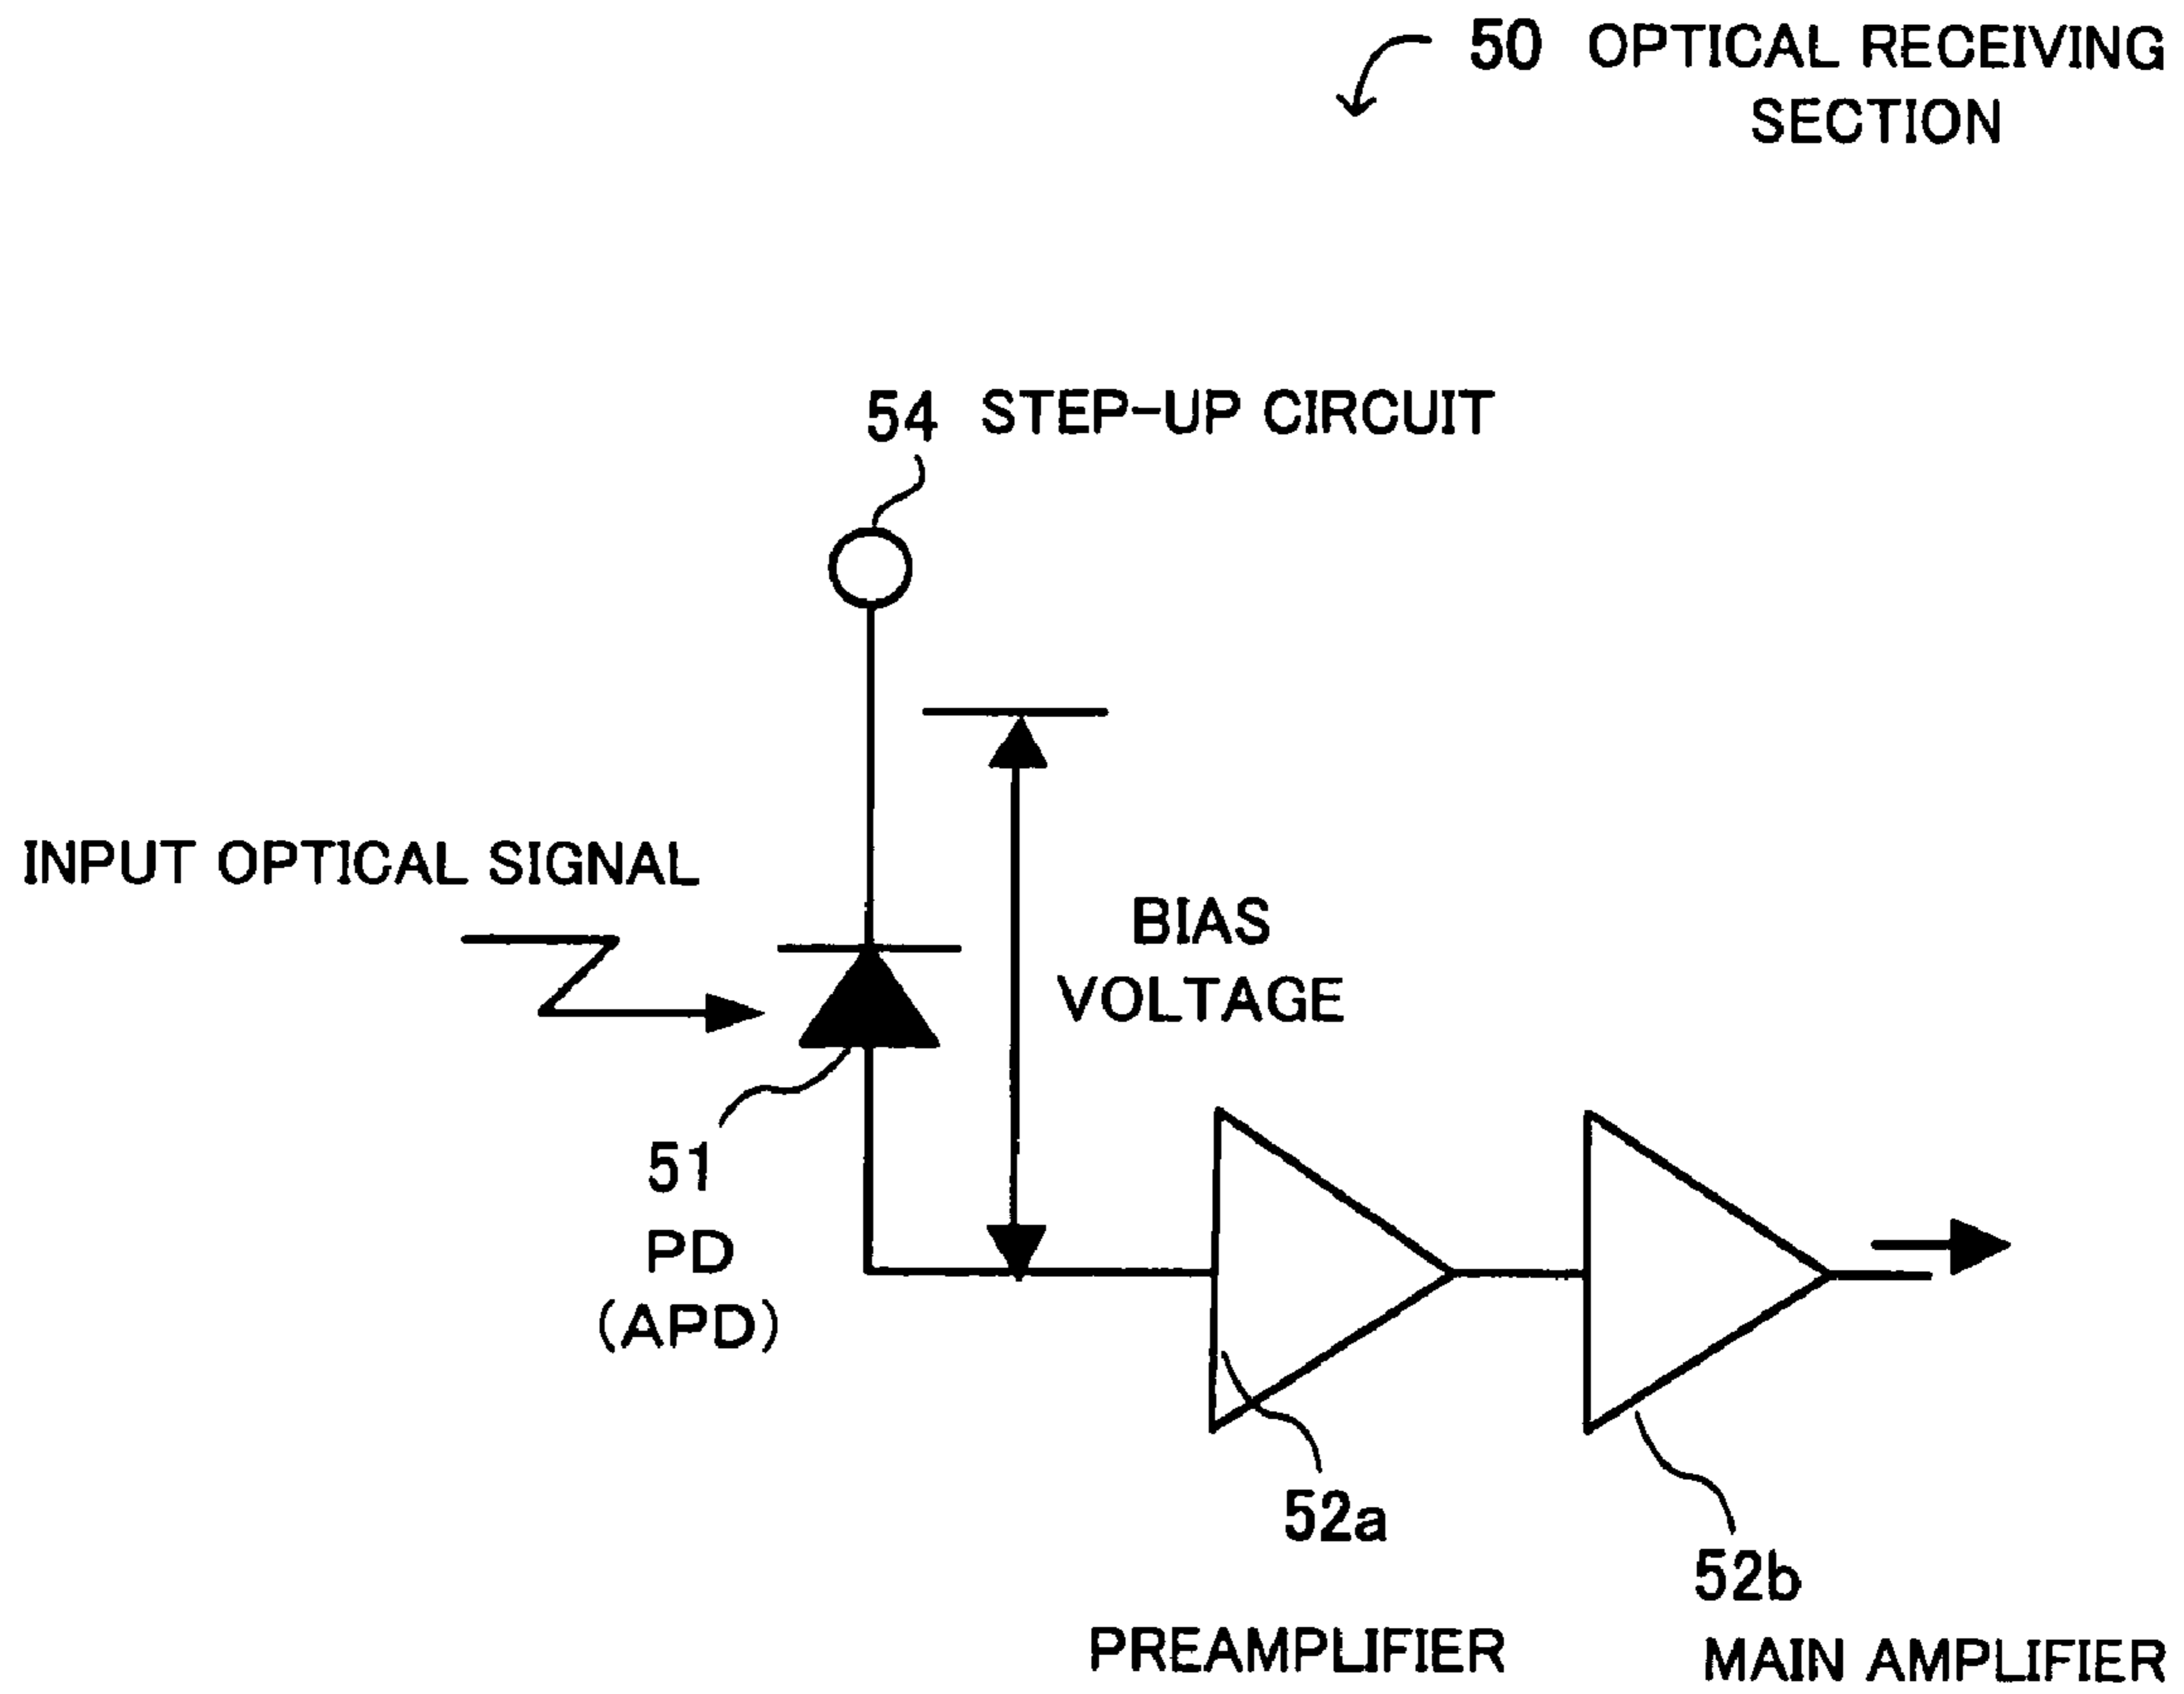 50 OPTICAL RECEIVING
SECTION
54 STEP-UP CIRCUIT
INPUT OPTICAL SIGNAL
BIAS
VOLTAGE
51
PD
(APD)
52a
PREAMPLIFIER
52b
MAIN AMPLIFIER